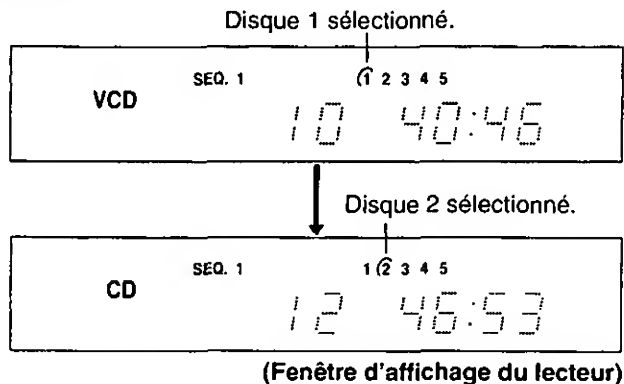 Disque 1 sélectionné.
SEQ. 1 1 2 3 4 5
VCD
10 40:46
Disque 2 sélectionné.
SEQ. 1 1 2 3 4 5
CD
12 46:53
(Fenêtre d'affichage du lecteur)